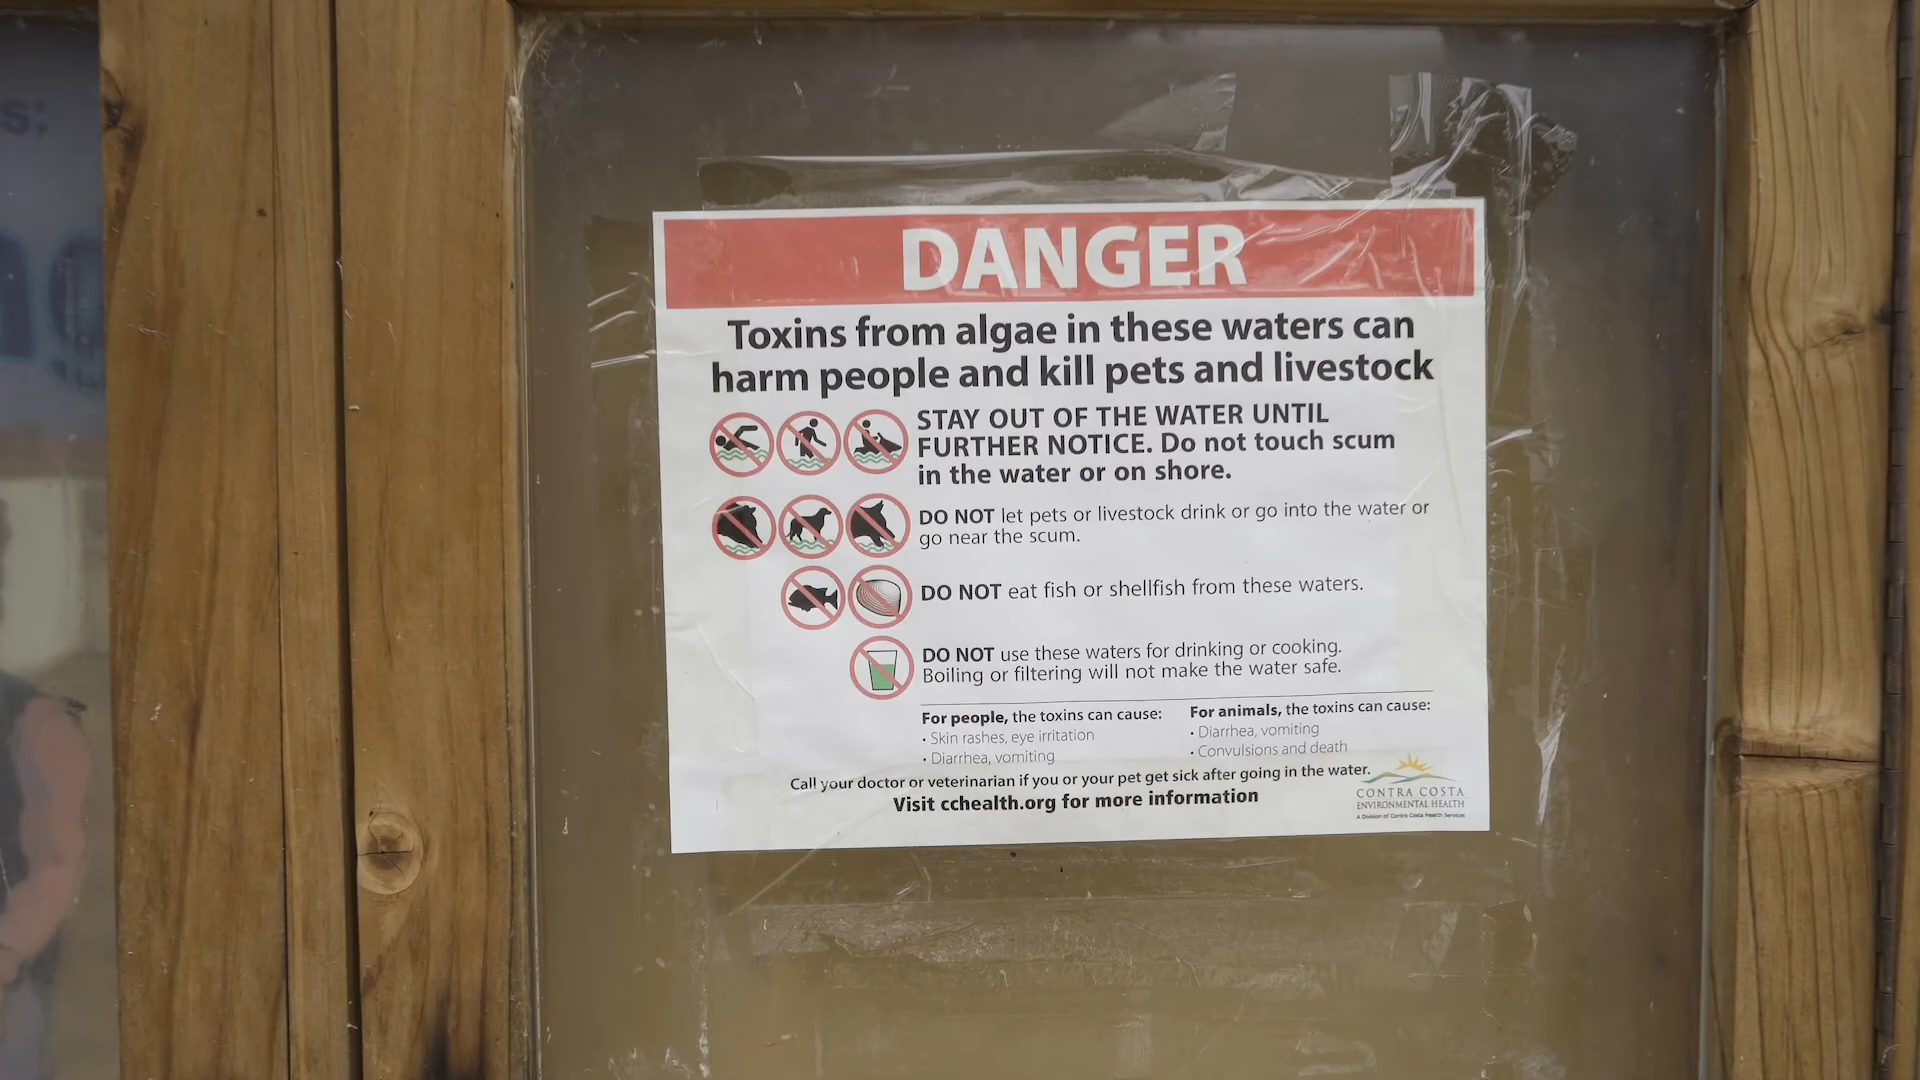 s:
DANGER
Toxins from algae in these waters can
harm people and kill pets and livestock
STAY OUT OF THE WATER UNTIL
FURTHER NOTICE. Do not touch scum
in the water or on shore.
DO NOT let pets or livestock drink or go into the water or
go near the scum.
DO NOT eat fish or shellfish from these waters.
DO NOT use these waters for drinking or cooking.
Boiling or filtering will not make the water safe.
For people, the toxins can cause:
• Skin rashes, eye irritation
• Diarrhea, vomiting
For animals, the toxins can cause:
• Diarrhea, vomiting
• Convulsions and death
Call your doctor or veterinarian if you or your pet get sick after going in the water.
Visit cchealth.org for more information
CONTRA COSTA
ENVIRONMENTAL HEALTH
A Division of Contra Costa Health Services